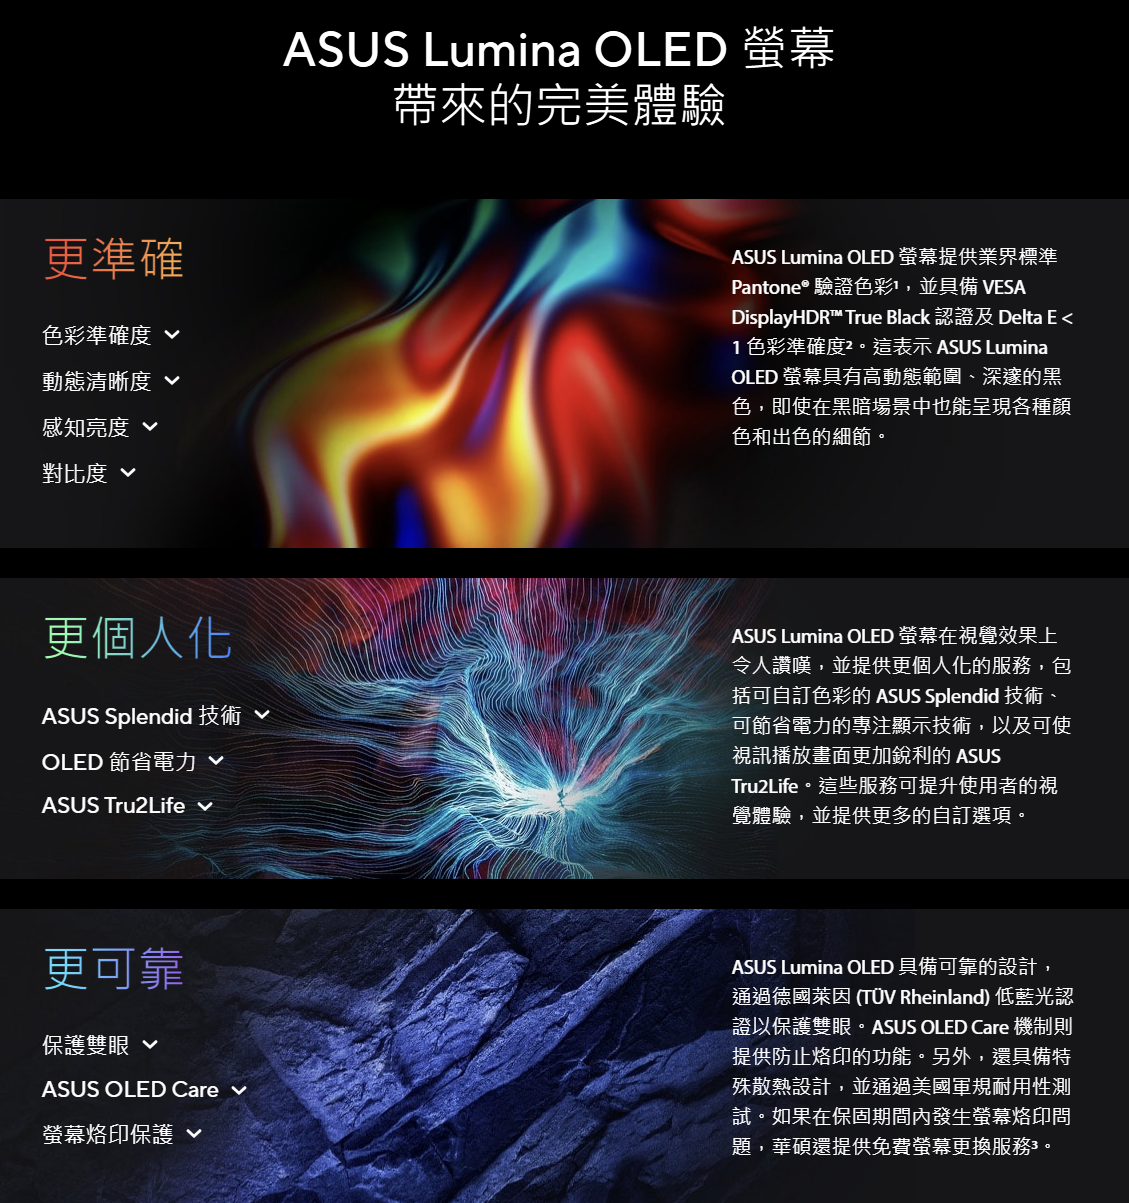 ASUS Lumina OLED 螢幕
帶來的完美體驗
更準確
色彩準確度
動態清晰度
感知亮度
對比度
ASUS Lumina OLED 螢幕提供業界標準
Pantone® 驗證色彩¹，並具備 VESA
DisplayHDR™ True Black 認證及 Delta E <
1 色彩準確度²。這表示 ASUS Lumina
OLED 螢幕具有高動態範圍、深邃的黑
色，即使在黑暗場景中也能呈現各種顏
色和出色的細節。
更個人化
ASUS Splendid 技術
OLED 節省電力
ASUS Tru2Life
ASUS Lumina OLED 螢幕在視覺效果上
令人讚嘆，並提供更個人化的服務，包
括可自訂色彩的 ASUS Splendid 技術、
可節省電力的專注顯示技術，以及可使
視訊播放畫面更加銳利的 ASUS
Tru2Life。這些服務可提升使用者的視
覺體驗，並提供更多的自訂選項。
更可靠
保護雙眼
ASUS OLED Care
螢幕烙印保護
ASUS Lumina OLED 具備可靠的設計，
通過德國萊因 (TÜV Rheinland) 低藍光認
證以保護雙眼。ASUS OLED Care 機制則
提供防止烙印的功能。另外，還具備特
殊散熱設計，並通過美國軍規耐用性測
試。如果在保固期間內發生螢幕烙印問
題，華碩還提供免費螢幕更換服務³。